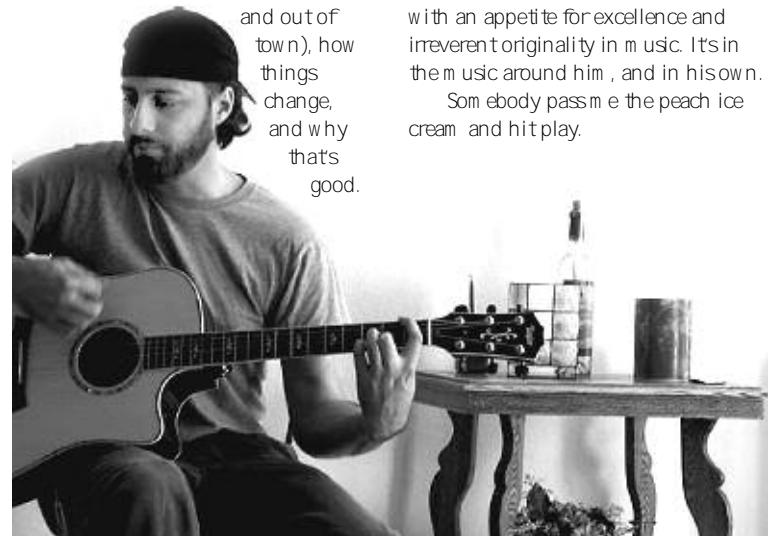 and out of
town), how
things
change,
and why
that's
good.
with an appetite for excellence and
irreverent originality in music. It's in
the music around him, and in his own.
Somebody pass me the peach ice
cream and hit play.